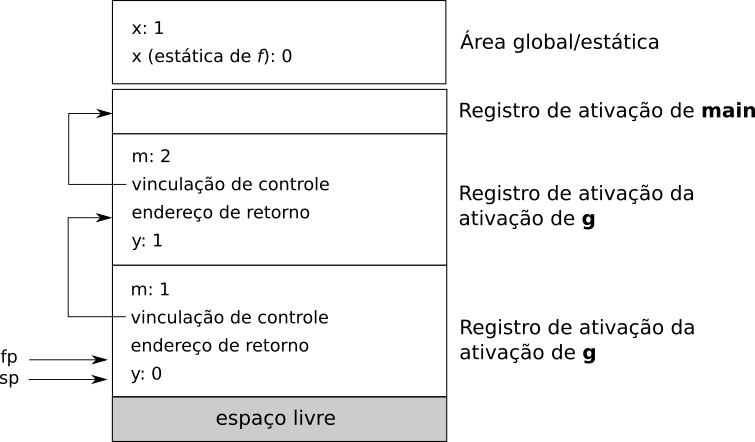 x: 1
x (estática de f): 0
Área global/estática
Registro de ativação de main
m: 2
vinculação de controle
endereço de retorno
y: 1
Registro de ativação da
ativação de g
m: 1
vinculação de controle
endereço de retorno
y: 0
Registro de ativação da
ativação de g
fp
sp
espaço livre